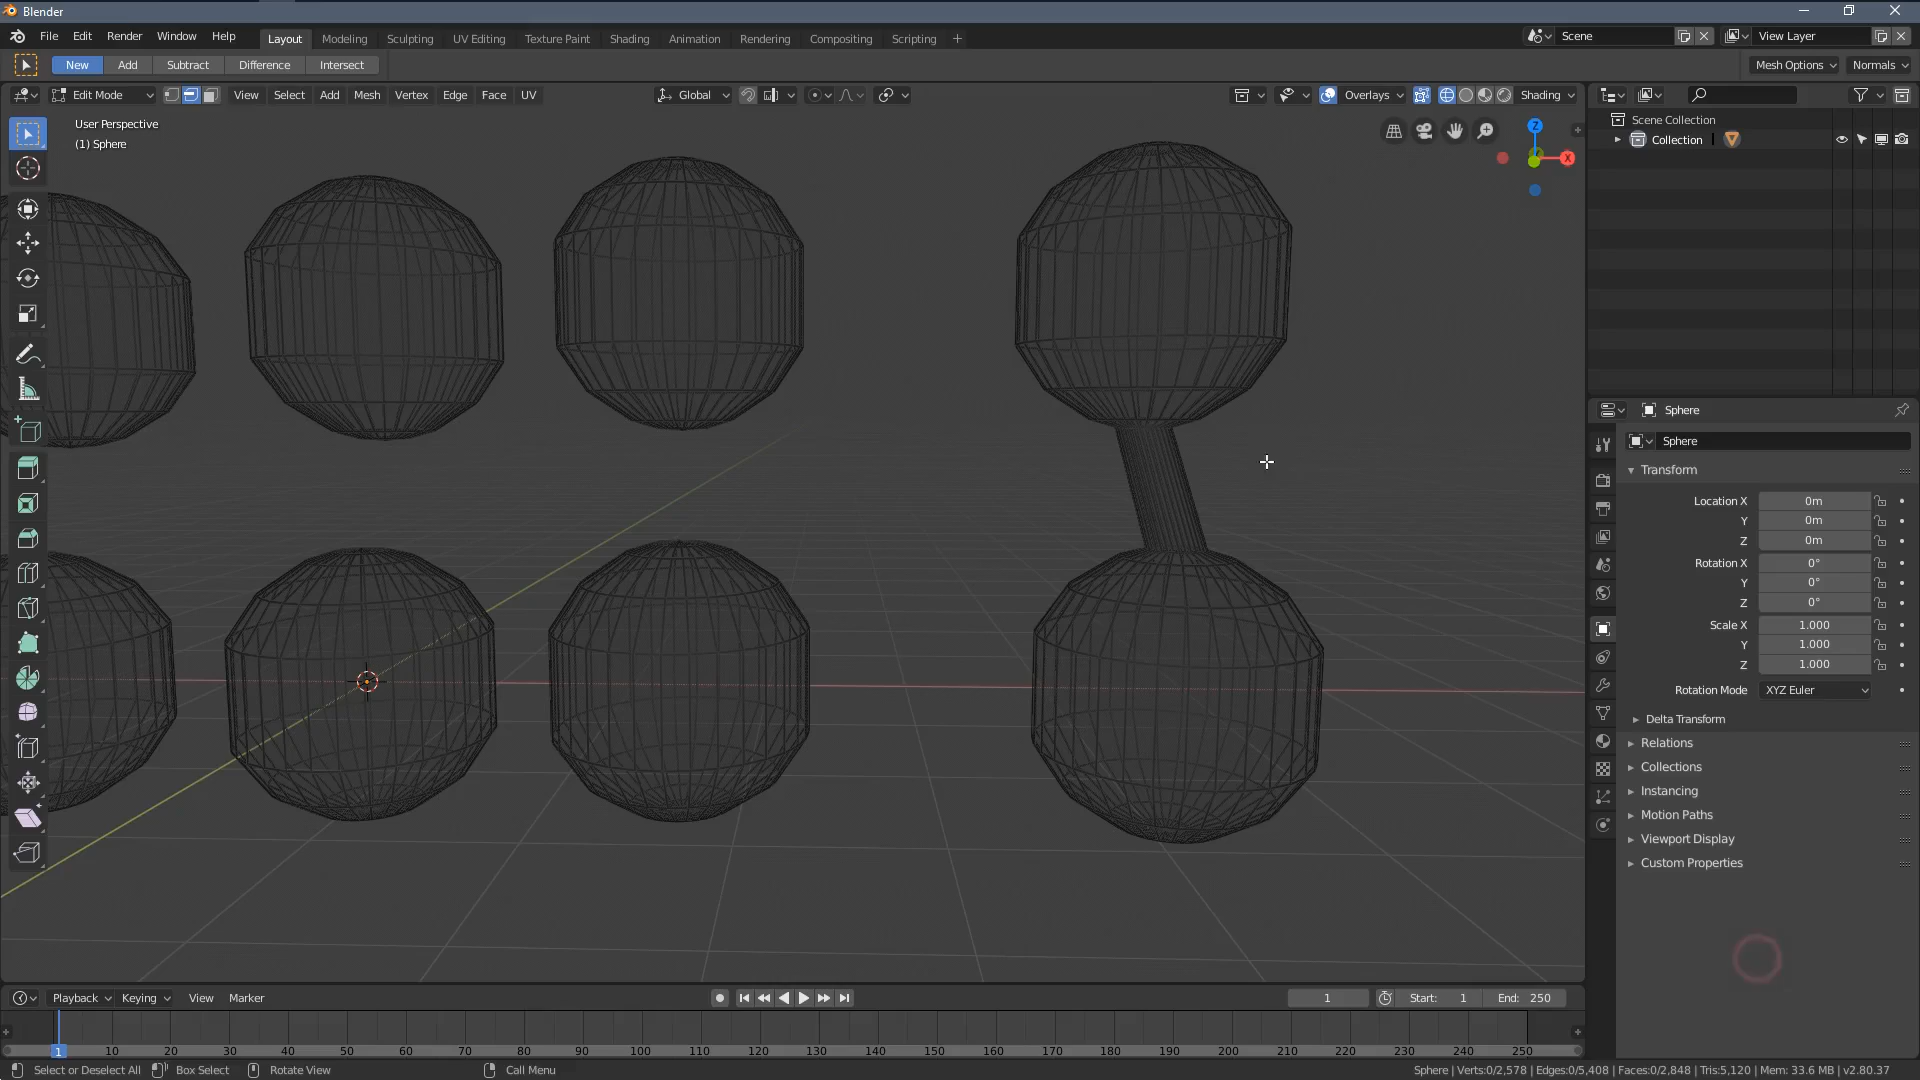 Blender
File Edit Render Window Help Layout Modeling Sculpting UV Editing Texture Paint Shading Animation Rendering Compositing Scripting Scene View Layer
New Add Subtract Difference Intersect Mesh Options Normals
Edit Mode View Select Add Mesh Vertex Edge Face UV Global Overlays Shading
User Perspective
(1) Sphere
Z
X
Scene Collection
Collection
Sphere
Sphere
Transform
Location X 0m
Y 0m
Z 0m
Rotation X 0°
Y 0°
Z 0°
Scale X 1.000
Y 1.000
Z 1.000
Rotation Mode XYZ Euler
Delta Transform
Relations
Collections
Instancing
Motion Paths
Viewport Display
Custom Properties
Playback Keying View Marker 1 Start: 1 End: 250
1 10 20 30 40 50 60 70 80 90 100 110 120 130 140 150 160 170 180 190 200 210 220 230 240 250
Select or Deselect All Box Select Rotate View Call Menu Sphere | Verts:0/2,578 | Edges:0/5,408 | Faces:0/2,848 | Tris:5,120 | Mem: 33.6 MB | v2.80.37